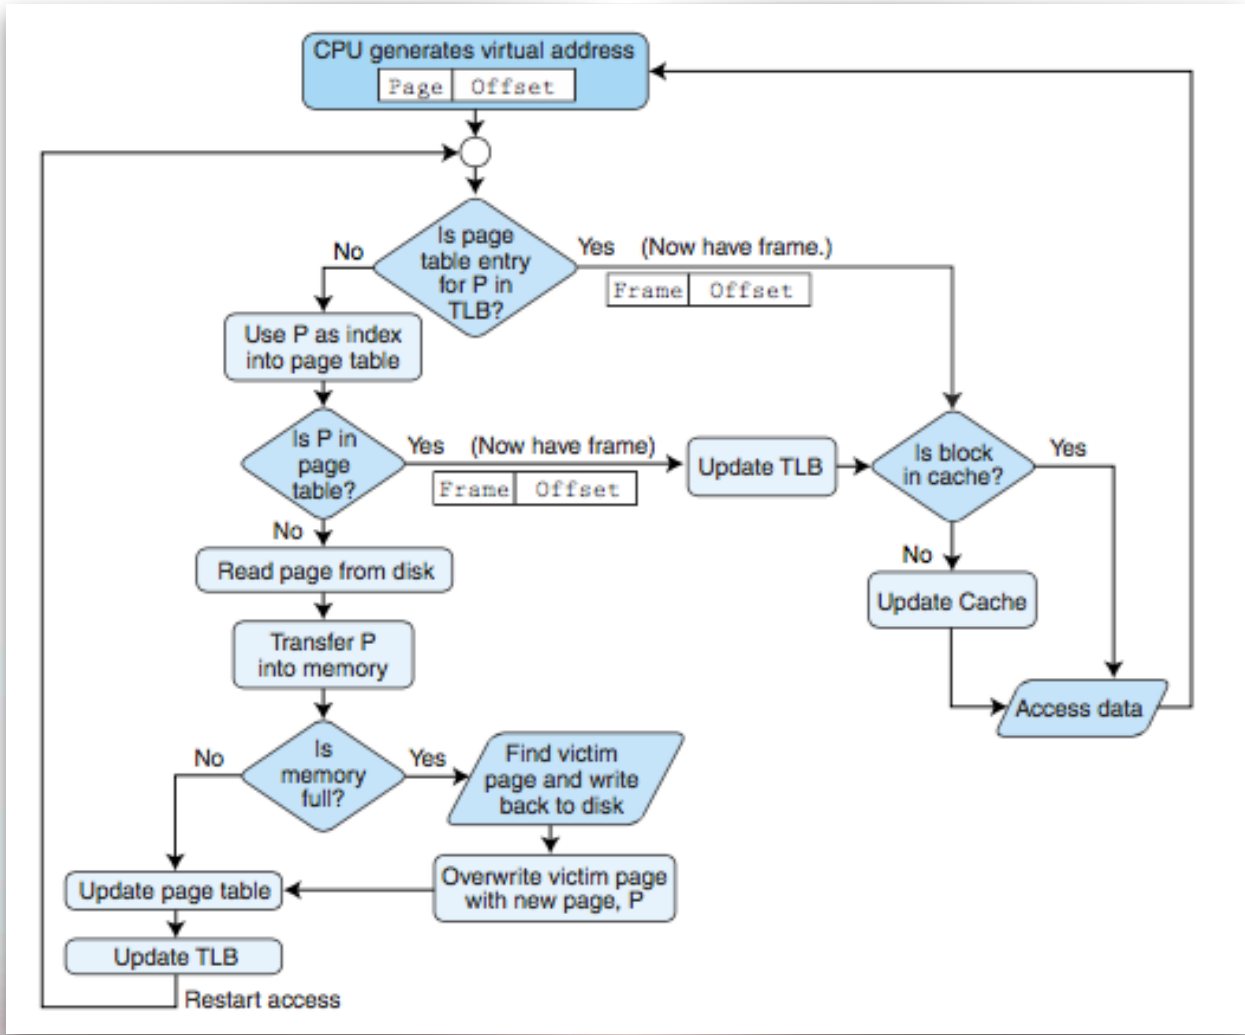 CPU generates virtual address
Page Offset
Is page
table entry
for P in
TLB?
No
Yes (Now have frame.)
Frame Offset
Use P as index
into page table
Is P in
page
table?
Yes (Now have frame)
Frame Offset
Update TLB
Is block
in cache?
Yes
No
Read page from disk
No
Update Cache
Transfer P
into memory
Access data
Is
memory
full?
No
Yes
Find victim
page and write
back to disk
Update page table
Overwrite victim page
with new page, P
Update TLB
Restart access